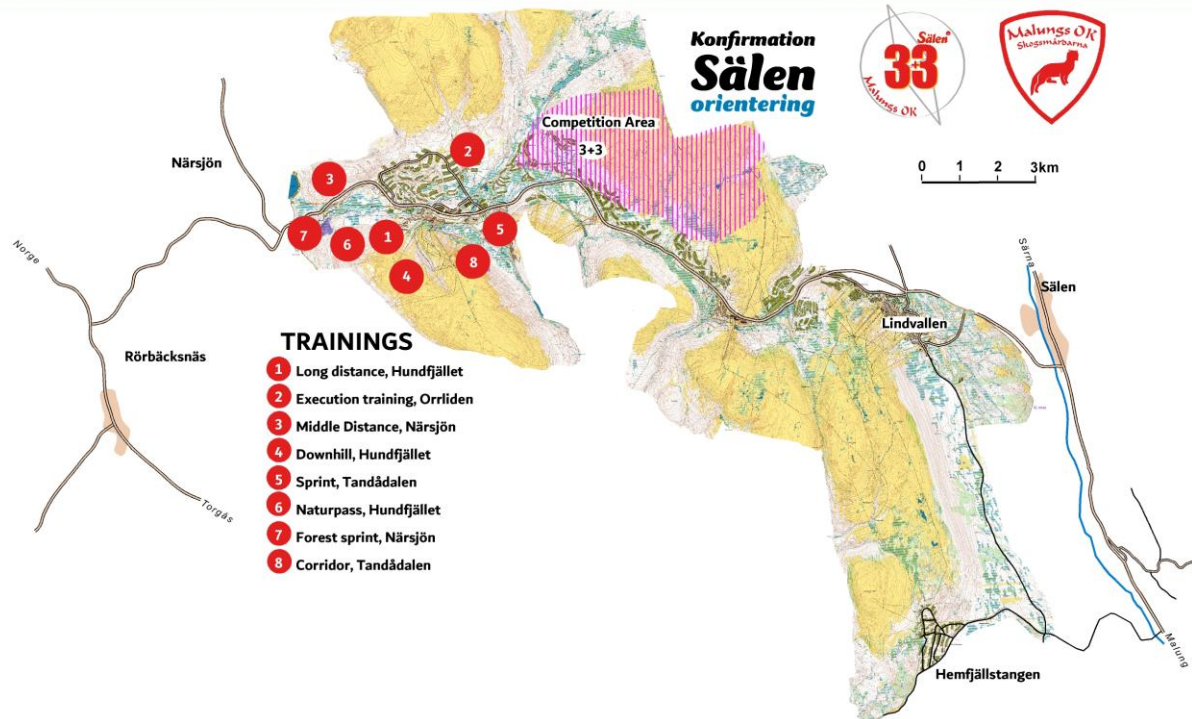 Konfirmation
Sälen
orientering
Sälen
3+3
Malungs OK
Malungs OK
Skogsmårdarna
Competition Area
3+3
0 1 2 3km
Närsjön
Norge
Rörbäcksnäs
Torgås
Särna
Sälen
Lindvallen
Malung
Hemfjällstangen
3
2
7
6
1
5
4
8
TRAININGS
1 Long distance, Hundfjället
2 Execution training, Orrliden
3 Middle Distance, Närsjön
4 Downhill, Hundfjället
5 Sprint, Tandådalen
6 Naturpass, Hundfjället
7 Forest sprint, Närsjön
8 Corridor, Tandådalen